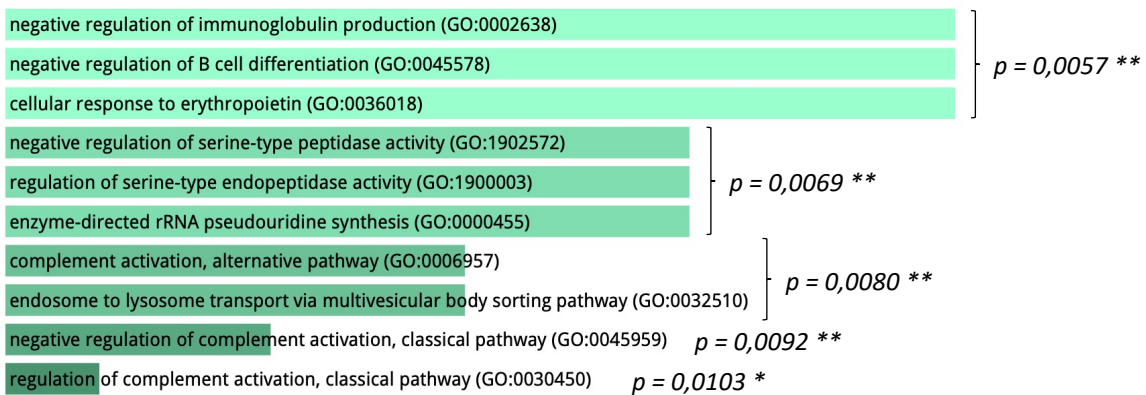 negative regulation of immunoglobulin production (GO:0002638)
negative regulation of B cell differentiation (GO:0045578)
p = 0,0057 **
cellular response to erythropoietin (GO:0036018)
negative regulation of serine-type peptidase activity (GO:1902572)
regulation of serine-type endopeptidase activity (GO:1900003)
p = 0,0069 **
enzyme-directed rRNA pseudouridine synthesis (GO:0000455)
complement activation, alternative pathway (GO:0006957)
p = 0,0080 **
endosome to lysosome transport via multivesicular body sorting pathway (GO:0032510)
negative regulation of complement activation, classical pathway (GO:0045959) p = 0,0092 **
regulation of complement activation, classical pathway (GO:0030450) p = 0,0103 *